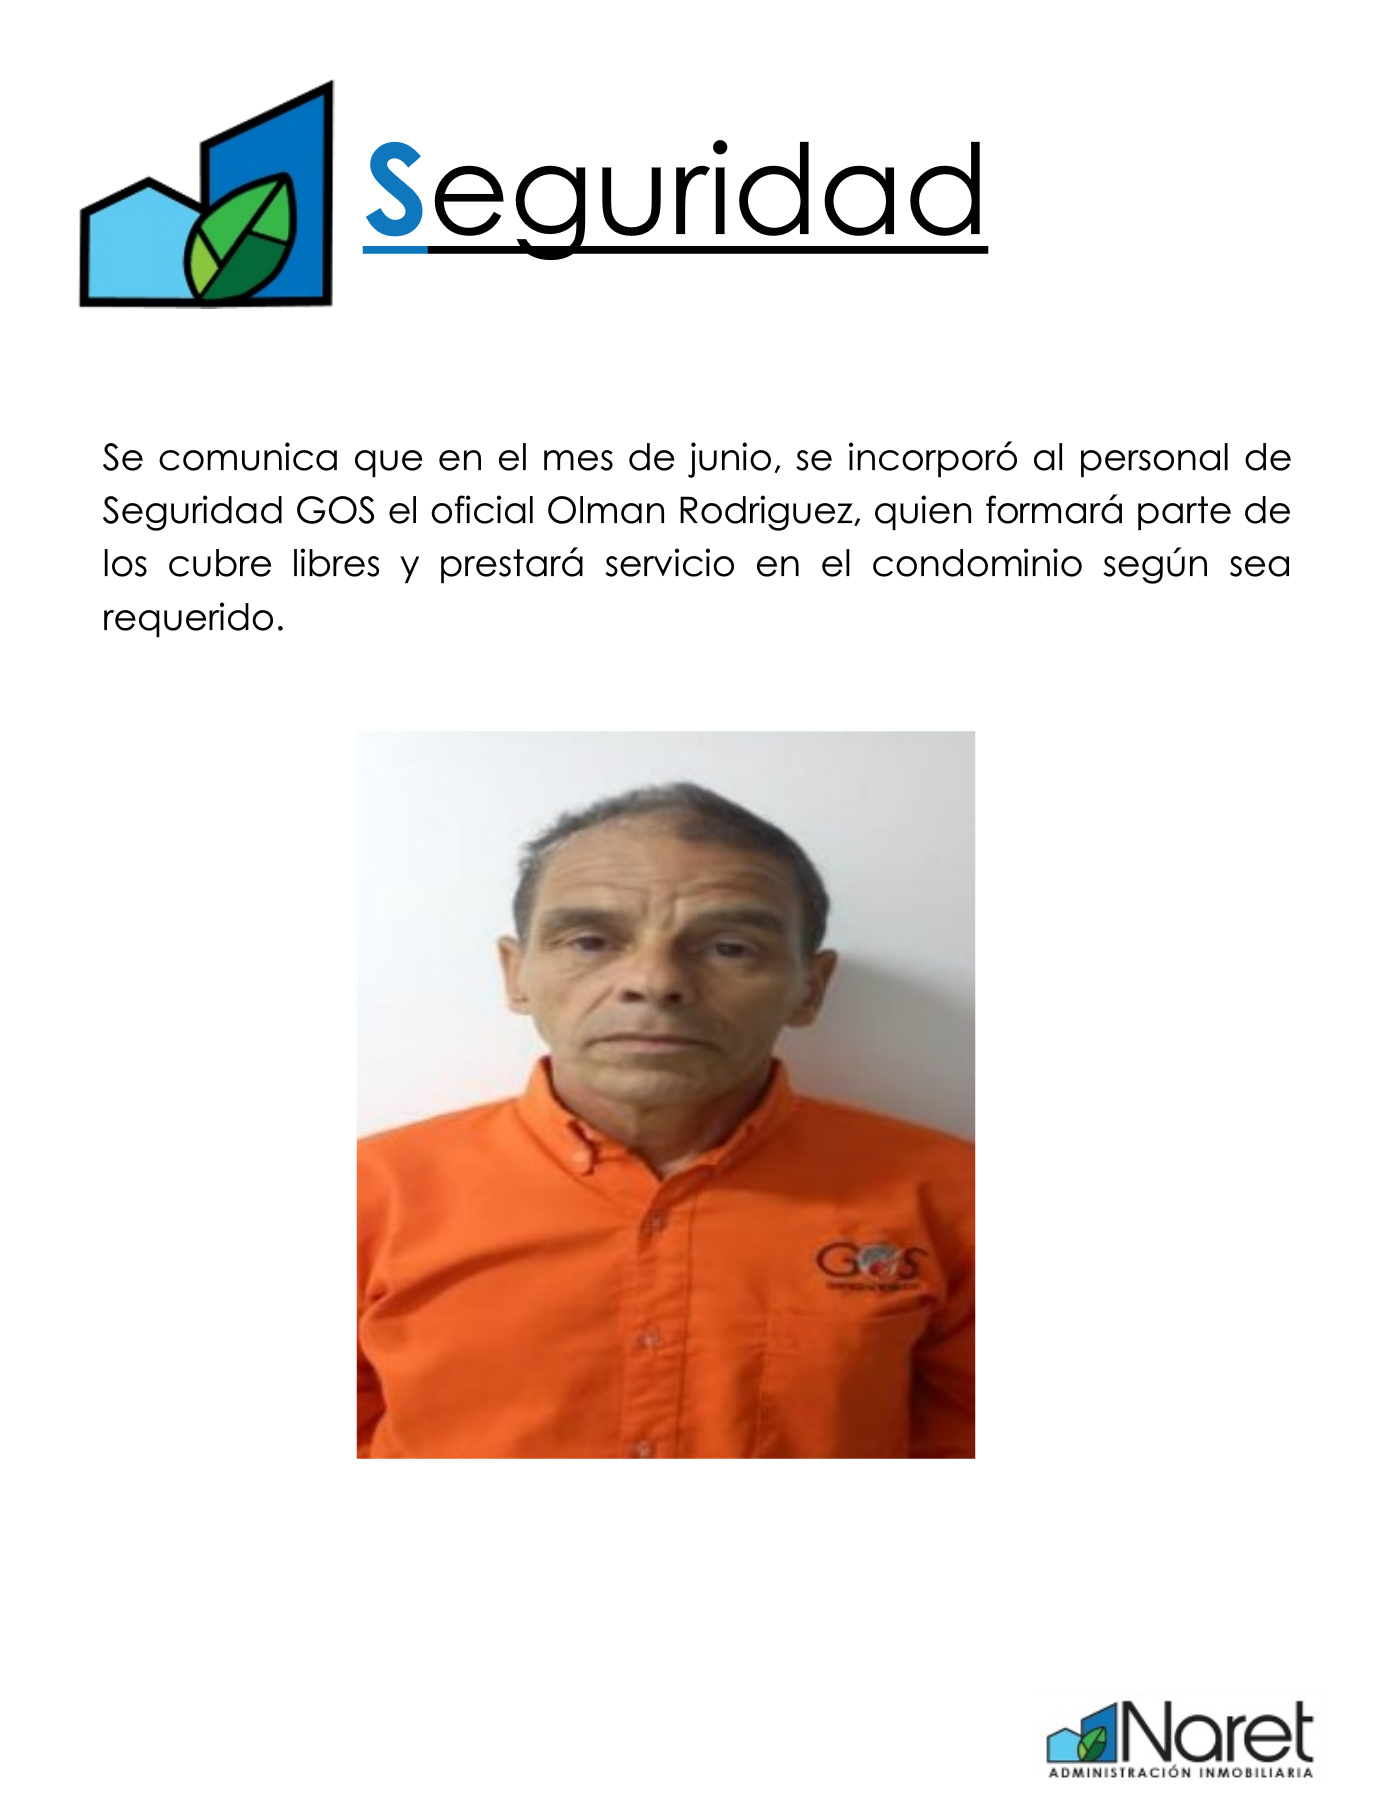 Seguridad
Se comunica que en el mes de junio, se incorporó al personal de
Seguridad GOS el oficial Olman Rodriguez, quien formará parte de
los cubre libres y prestará servicio en el condominio según sea
requerido.
GOS
Naret
ADMINISTRACIÓN INMOBILIARIA